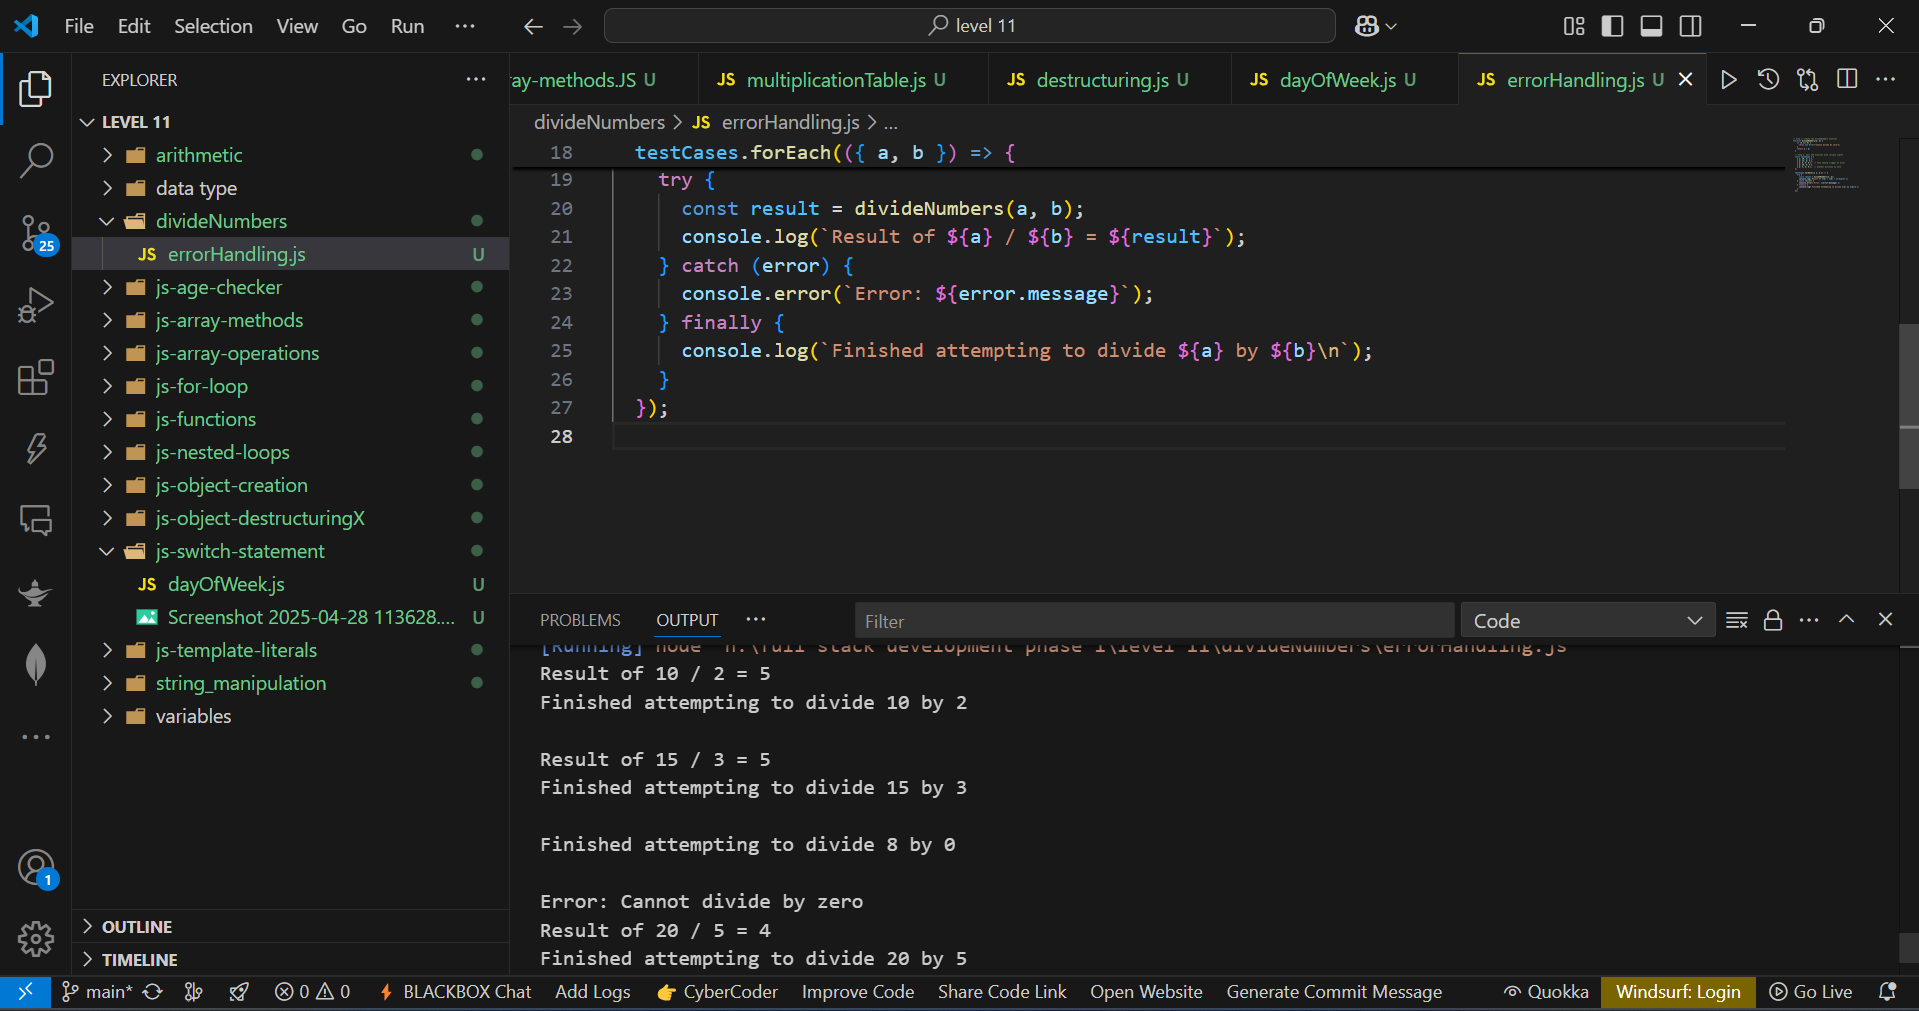 File Edit Selection View Go Run ··· level 11
EXPLORER ···
LEVEL 11
arithmetic
data type
divideNumbers
JS errorHandling.js U
js-age-checker
js-array-methods
js-array-operations
js-for-loop
js-functions
js-nested-loops
js-object-creation
js-object-destructuringX
js-switch-statement
JS dayOfWeek.js U
Screenshot 2025-04-28 113628.... U
js-template-literals
string_manipulation
variables
OUTLINE
TIMELINE
25
1
ray-methods.JS U JS multiplicationTable.js U JS destructuring.js U JS dayOfWeek.js U JS errorHandling.js U
divideNumbers > JS errorHandling.js > ...
18 testCases.forEach(({ a, b }) => {
19 try {
20 const result = divideNumbers(a, b);
21 console.log(`Result of ${a} / ${b} = ${result}`);
22 } catch (error) {
23 console.error(`Error: ${error.message}`);
24 } finally {
25 console.log(`Finished attempting to divide ${a} by ${b}\n`);
26 }
27 });
28
PROBLEMS OUTPUT ··· Filter Code
[Running] node "h:\full stack development phase 1\level 11\divideNumbers\errorHandling.js"
Result of 10 / 2 = 5
Finished attempting to divide 10 by 2
Result of 15 / 3 = 5
Finished attempting to divide 15 by 3
Finished attempting to divide 8 by 0
Error: Cannot divide by zero
Result of 20 / 5 = 4
Finished attempting to divide 20 by 5
main* 0 0 BLACKBOX Chat Add Logs CyberCoder Improve Code Share Code Link Open Website Generate Commit Message Quokka Windsurf: Login Go Live